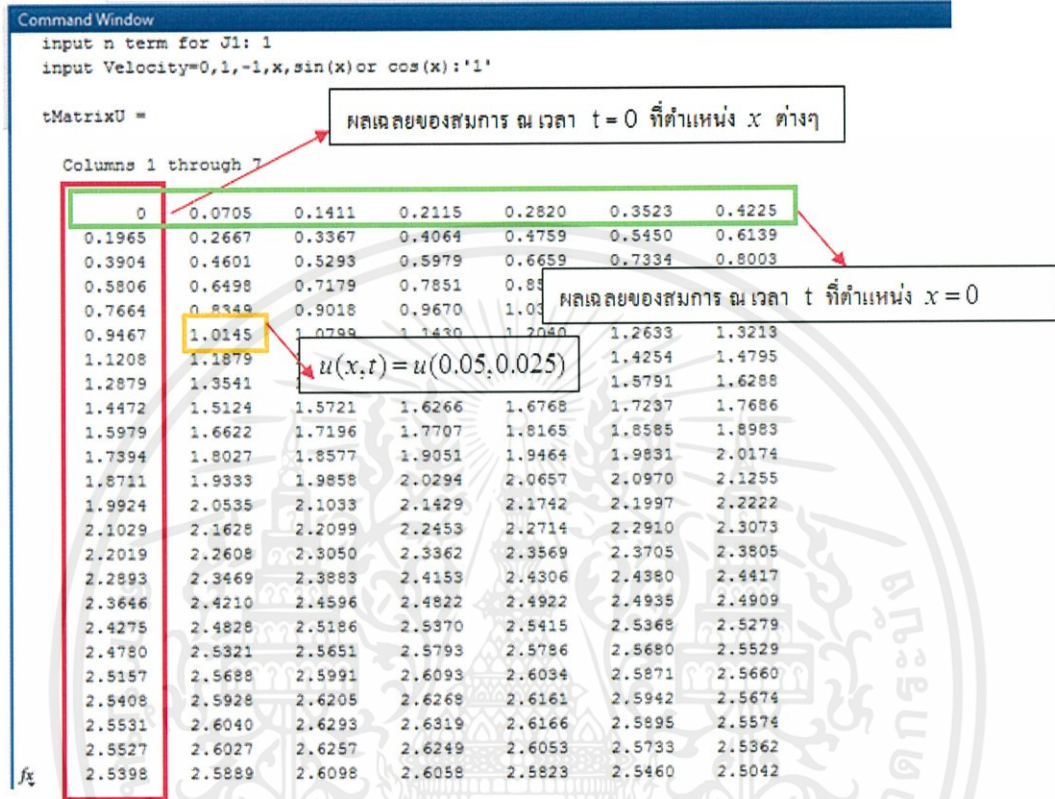 Command Window
input n term for J1: 1
input Velocity=0,1,-1,x,sin(x)or cos(x):'1'
tMatrixU =
ผลเฉลยของสมการ ณ เวลา t = 0 ที่ตำแหน่ง x ต่างๆ
Columns 1 through 7
0 0.0705 0.1411 0.2115 0.2820 0.3523 0.4225
0.1965 0.2667 0.3367 0.4064 0.4759 0.5450 0.6139
0.3904 0.4601 0.5293 0.5979 0.6659 0.7334 0.8003
0.5806 0.6498 0.7179 0.7851 0.85
ผลเฉลยของสมการ ณ เวลา t ที่ตำแหน่ง x = 0
0.7664 0.8349 0.9018 0.9670 1.03
0.9467 1.0145 1.0799 1.1430 1.2040 1.2633 1.3213
1.1208 1.1879 1.4254 1.4795
u(x,t) = u(0.05,0.025)
1.2879 1.3541 1.5791 1.6288
1.4472 1.5124 1.5721 1.6266 1.6768 1.7237 1.7686
1.5979 1.6622 1.7196 1.7707 1.8165 1.8585 1.8983
1.7394 1.8027 1.8577 1.9051 1.9464 1.9831 2.0174
1.8711 1.9333 1.9858 2.0294 2.0657 2.0970 2.1255
1.9924 2.0535 2.1033 2.1429 2.1742 2.1997 2.2222
2.1029 2.1628 2.2099 2.2453 2.2714 2.2910 2.3073
2.2019 2.2608 2.3050 2.3362 2.3569 2.3705 2.3805
2.2893 2.3469 2.3883 2.4153 2.4306 2.4380 2.4417
2.3646 2.4210 2.4596 2.4822 2.4922 2.4935 2.4909
2.4275 2.4828 2.5186 2.5370 2.5415 2.5368 2.5279
2.4780 2.5321 2.5651 2.5793 2.5786 2.5680 2.5529
2.5157 2.5688 2.5991 2.6093 2.6034 2.5871 2.5660
2.5408 2.5928 2.6205 2.6268 2.6161 2.5942 2.5674
2.5531 2.6040 2.6293 2.6319 2.6166 2.5895 2.5574
2.5527 2.6027 2.6257 2.6249 2.6053 2.5733 2.5362
fx 2.5398 2.5889 2.6098 2.6058 2.5823 2.5460 2.5042